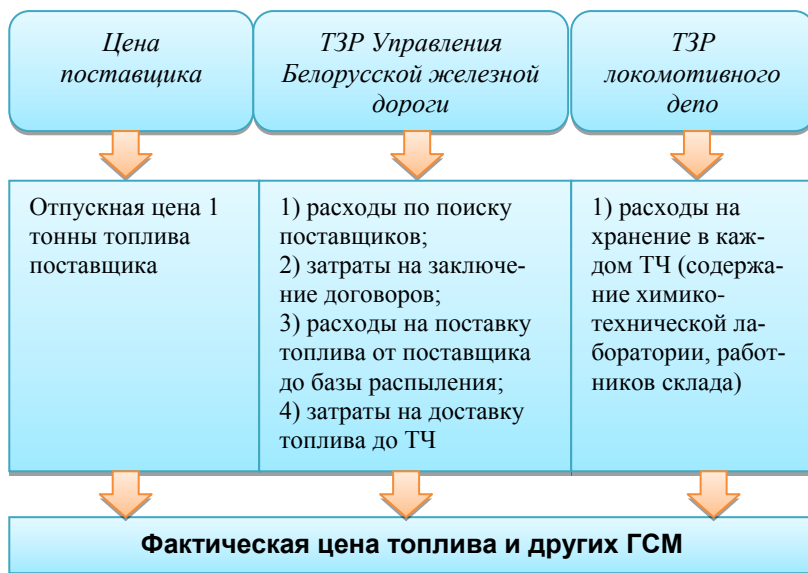 Цена
поставщика
ТЗР Управления
Белорусской железной
дороги
ТЗР
локомотивного
депо
Отпускная цена 1
тонны топлива
поставщика
1) расходы по поиску
поставщиков;
2) затраты на заключе-
ние договоров;
3) расходы на поставку
топлива от поставщика
до базы распыления;
4) затраты на доставку
топлива до ТЧ
1) расходы на
хранение в каж-
дом ТЧ (содержа-
ние химико-
технической ла-
боратории, работ-
ников склада)
Фактическая цена топлива и других ГСМ